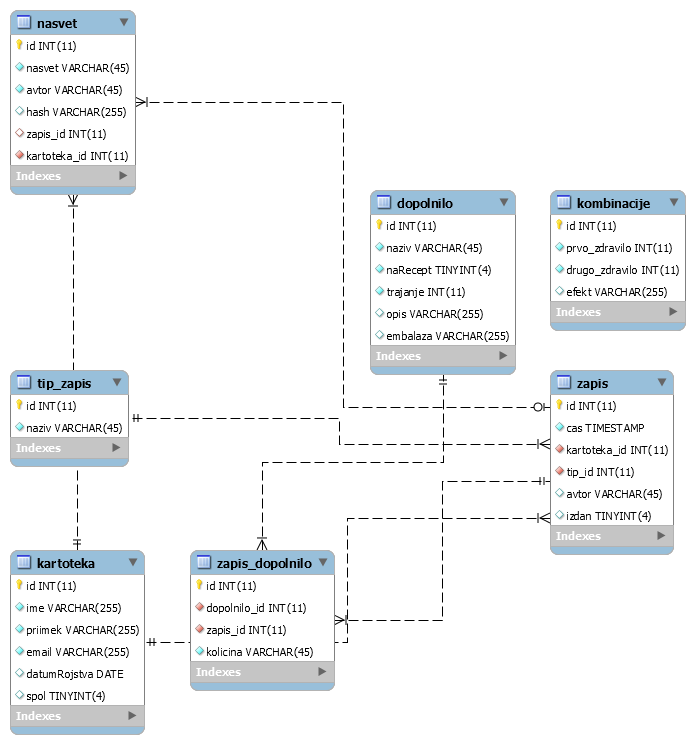 nasvet
id INT(11)
nasvet VARCHAR(45)
avtor VARCHAR(45)
hash VARCHAR(255)
zapis_id INT(11)
kartoteka_id INT(11)
Indexes
dopolnilo
id INT(11)
naziv VARCHAR(45)
naRecept TINYINT(4)
trajanje INT(11)
opis VARCHAR(255)
embalaza VARCHAR(255)
Indexes
kombinacije
id INT(11)
prvo_zdravilo INT(11)
drugo_zdravilo INT(11)
efekt VARCHAR(255)
Indexes
tip_zapis
id INT(11)
naziv VARCHAR(45)
Indexes
zapis
id INT(11)
cas TIMESTAMP
kartoteka_id INT(11)
tip_id INT(11)
avtor VARCHAR(45)
izdan TINYINT(4)
Indexes
kartoteka
id INT(11)
ime VARCHAR(255)
priimek VARCHAR(255)
email VARCHAR(255)
datumRojstva DATE
spol TINYINT(4)
Indexes
zapis_dopolnilo
id INT(11)
dopolnilo_id INT(11)
zapis_id INT(11)
kolicina VARCHAR(45)
Indexes